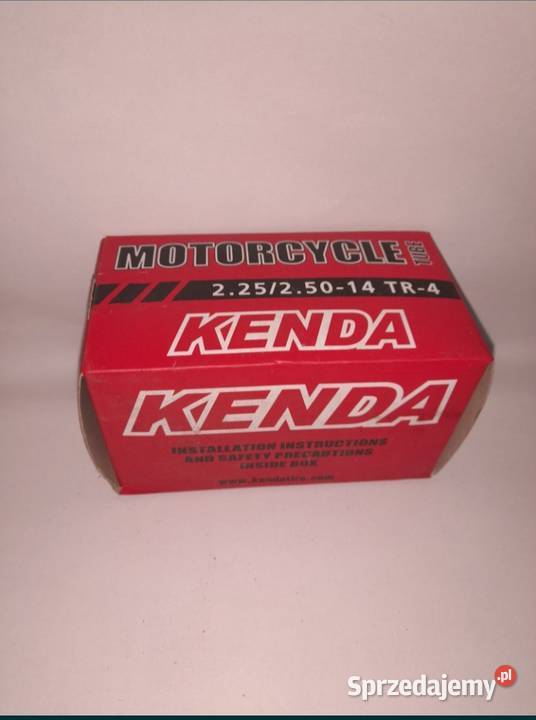 MOTORCYCLE TUBE
2.25/2.50-14 TR-4
KENDA
KENDA
INSTALLATION INSTRUCTIONS
AND SAFETY PRECAUTIONS
INSIDE BOX
www.kendatire.com
Sprzedajemy.pl